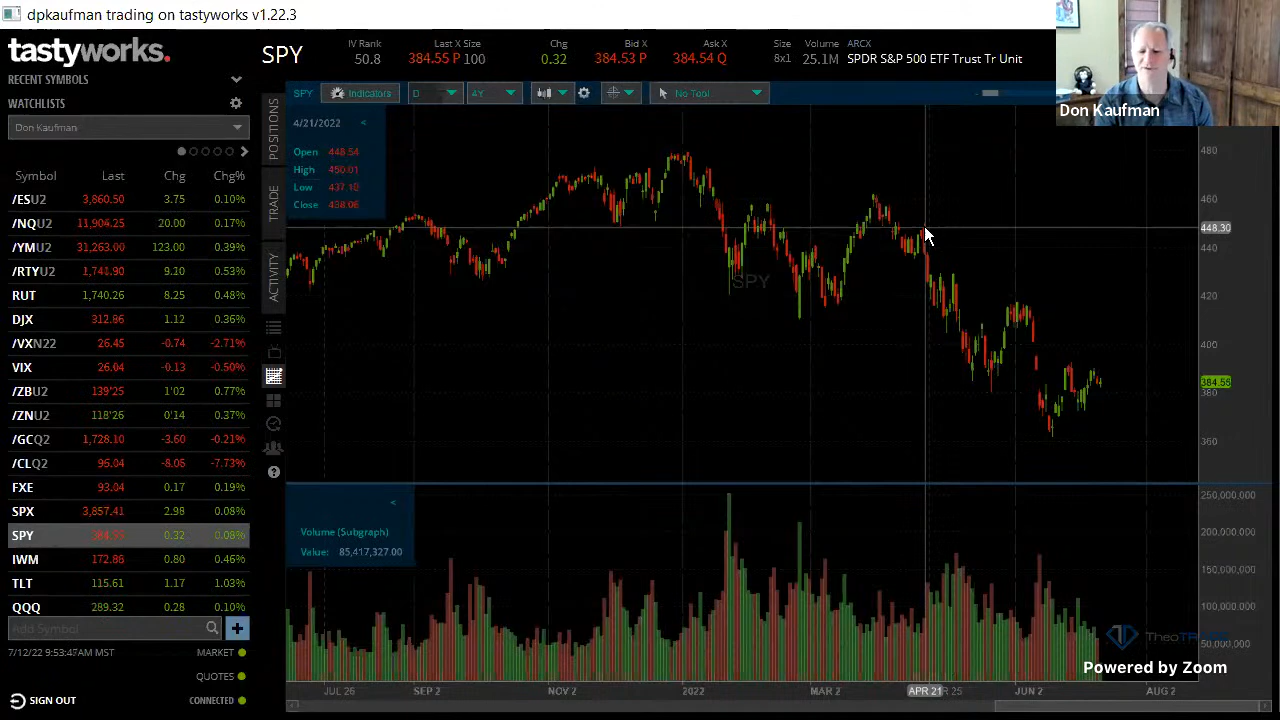 dpkaufman trading on tastyworks v1.22.3
tastyworks.
RECENT SYMBOLS
WATCHLISTS
Don Kaufman
Symbol Last Chg Chg%
/ESU2 3,860.50 3.75 0.10%
/NQU2 11,904.25 20.00 0.17%
/YMU2 31,263.00 123.00 0.39%
/RTYU2 1,741.90 9.10 0.53%
RUT 1,740.26 8.25 0.48%
DJX 312.86 1.12 0.36%
/VXN22 26.45 -0.74 -2.71%
VIX 26.04 -0.13 -0.50%
/ZBU2 139'25 1'02 0.77%
/ZNU2 118'26 0'14 0.37%
/GCQ2 1,728.10 -3.60 -0.21%
/CLQ2 96.04 -8.05 -7.73%
FXE 93.04 0.17 0.19%
SPX 3,857.41 2.98 0.08%
SPY 0.32 0.08%
IWM 172.86 0.80 0.46%
TLT 115.61 1.17 1.03%
QQQ 289.32 0.28 0.10%
Add Symbol
7/12/22 9:53:47AM MST MARKET
QUOTES
SIGN OUT CONNECTED
POSITIONS
TRADE
ACTIVITY
SPY
IV Rank Last X Size Chg Bid X Ask X Size Volume ARCX
50.8 384.55 P 100 0.32 384.53 P 384.54 Q 8x1 25.1M SPDR S&P 500 ETF Trust Tr Unit
SPY Indicators D 4Y No Tool
4/21/2022 <
Open 448.54
High 450.01
Low 437.10
Close 438.06
SPY
480
460
448.30
440
420
400
384.55
380
360
<
Volume (Subgraph)
Value: 85,417,327.00
250,000,000
200,000,000
150,000,000
100,000,000
50,000,000
JUL 26 SEP 2 NOV 2 2022 MAR 2 APR 21 JUN 2 AUG 2
Don Kaufman
Powered by Zoom